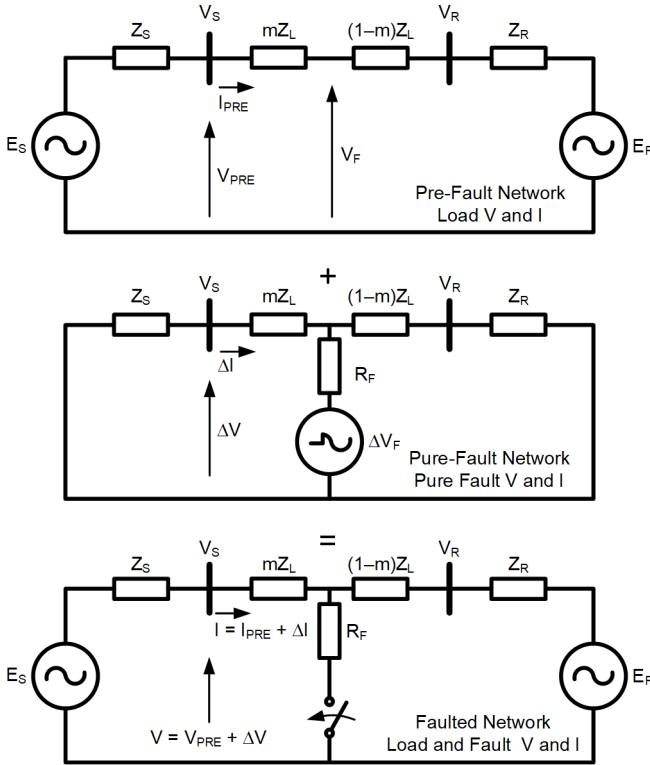 V_S V_R
Z_S mZ_L (1–m)Z_L Z_R
I_PRE
E_S V_PRE V_F E_R
Pre-Fault Network
Load V and I
+
V_S V_R
Z_S mZ_L (1–m)Z_L Z_R
ΔI R_F
ΔV ΔV_F
Pure-Fault Network
Pure Fault V and I
=
V_S V_R
Z_S mZ_L (1–m)Z_L Z_R
I = I_PRE + ΔI R_F
E_S E_R
V = V_PRE + ΔV
Faulted Network
Load and Fault V and I